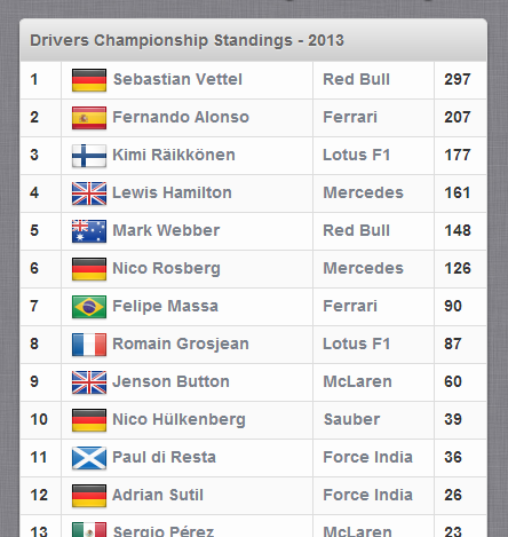 Drivers Championship Standings - 2013
1 Sebastian Vettel Red Bull 297
2 Fernando Alonso Ferrari 207
3 Kimi Räikkönen Lotus F1 177
4 Lewis Hamilton Mercedes 161
5 Mark Webber Red Bull 148
6 Nico Rosberg Mercedes 126
7 Felipe Massa Ferrari 90
8 Romain Grosjean Lotus F1 87
9 Jenson Button McLaren 60
10 Nico Hülkenberg Sauber 39
11 Paul di Resta Force India 36
12 Adrian Sutil Force India 26
13 Sergio Pérez McLaren 23